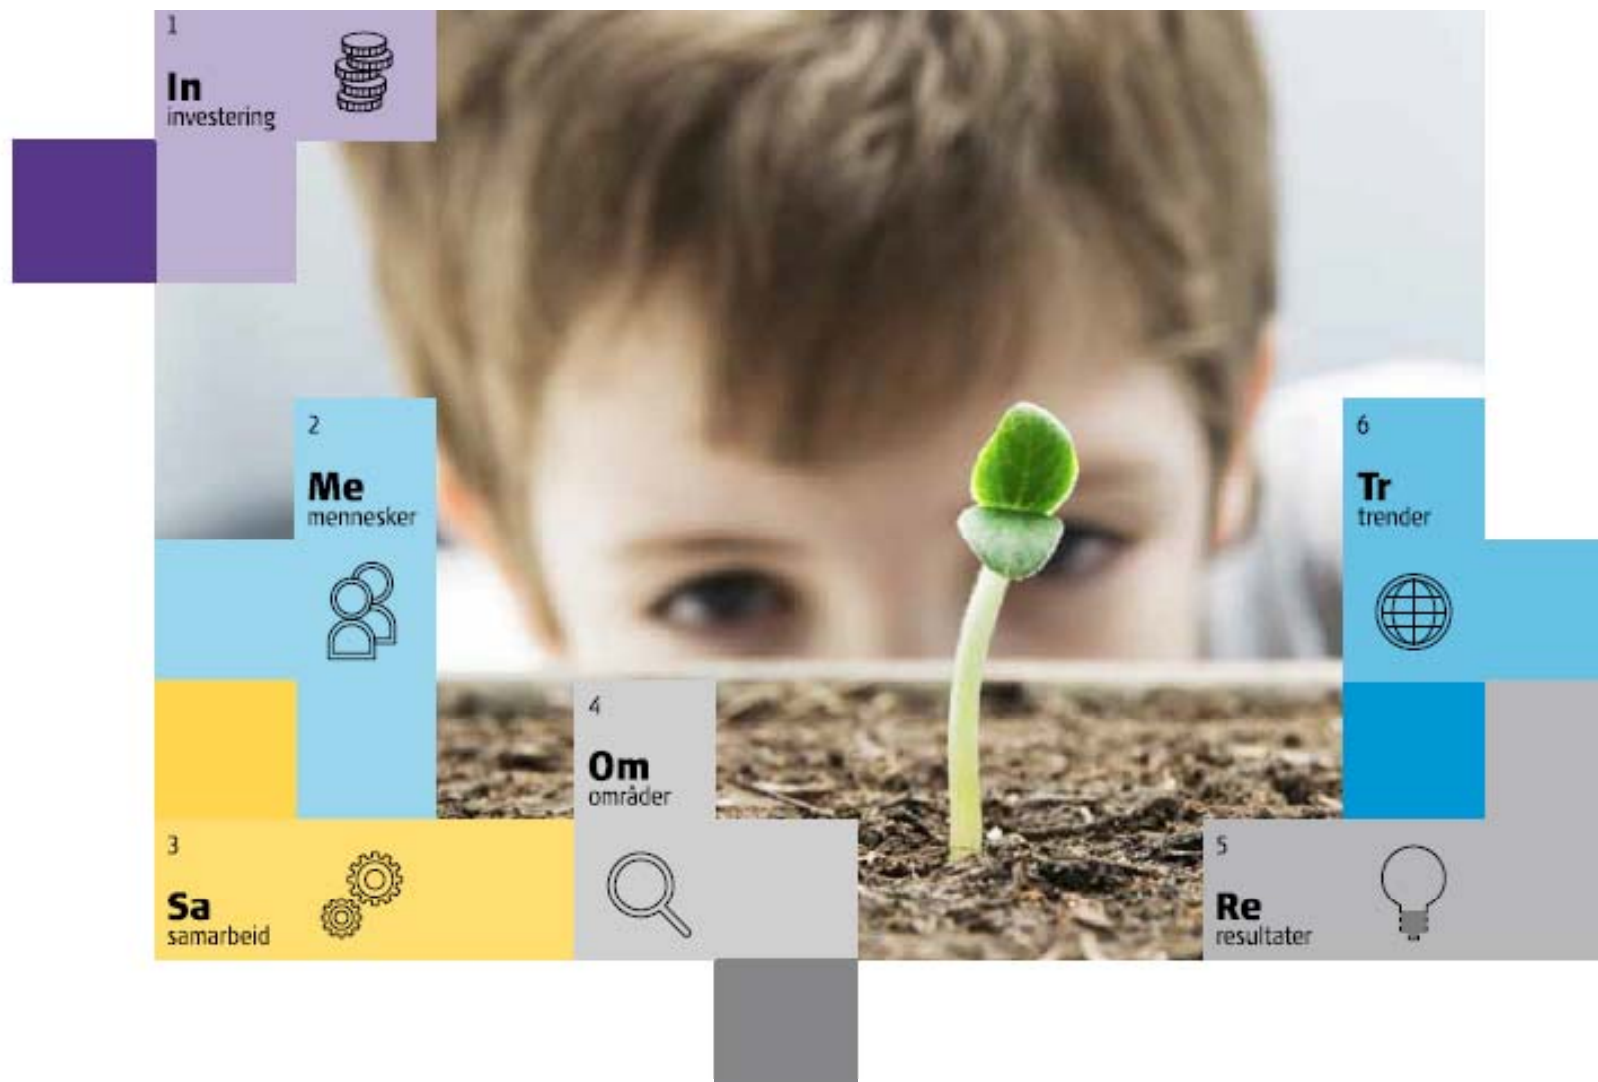 1
In
investering
2
Me
mennesker
3
Sa
samarbeid
4
Om
områder
5
Re
resultater
6
Tr
trender